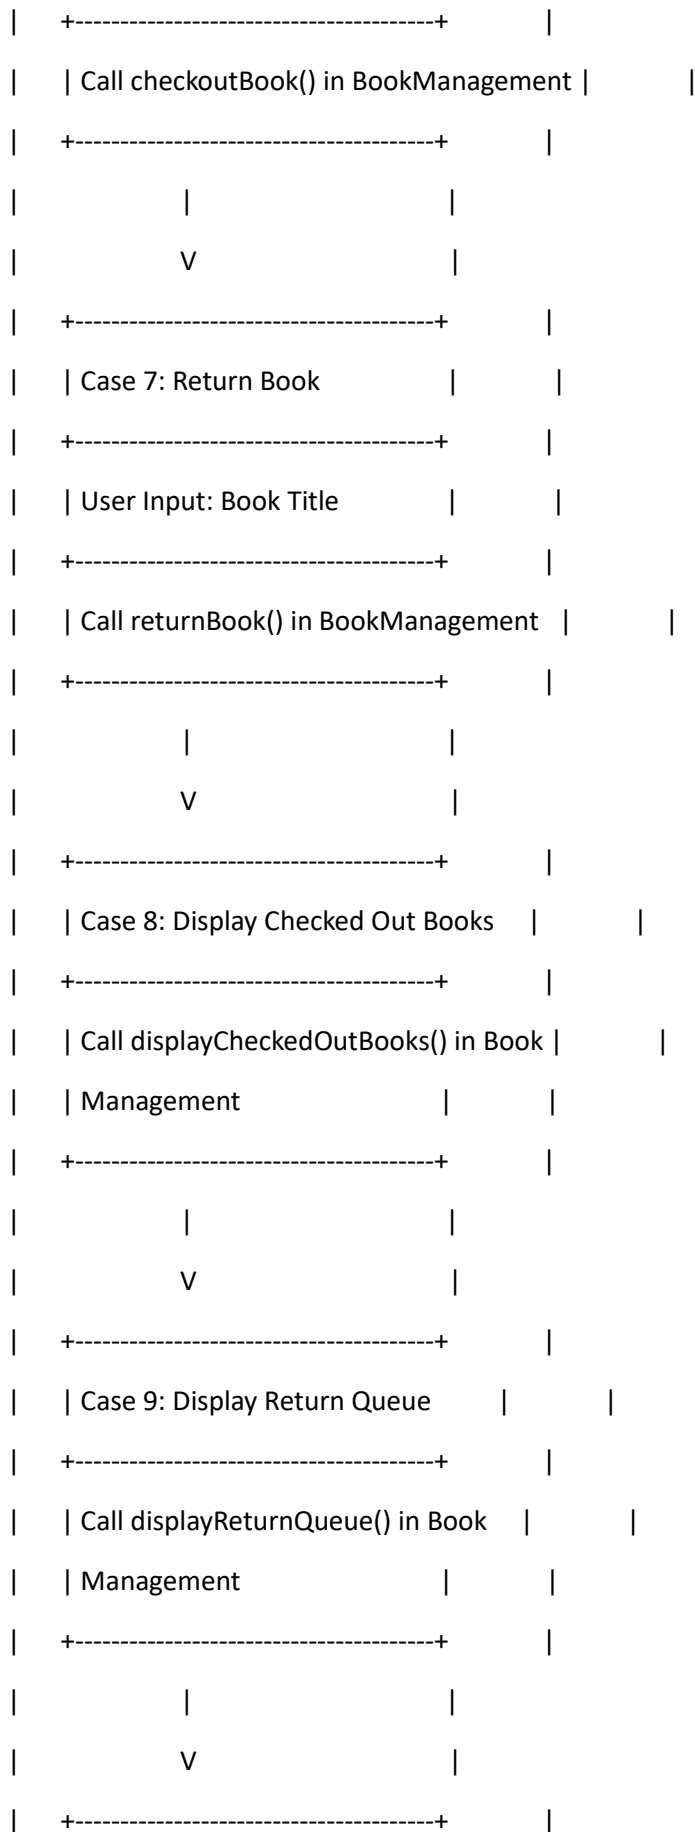 |     +----------------------------------------+            |
|     | Call checkoutBook() in BookManagement |            |
|     +----------------------------------------+            |
|                    |                              |
|                    V                              |
|     +----------------------------------------+            |
|     | Case 7: Return Book                |            |
|     +----------------------------------------+            |
|     | User Input: Book Title             |            |
|     +----------------------------------------+            |
|     | Call returnBook() in BookManagement   |            |
|     +----------------------------------------+            |
|                    |                              |
|                    V                              |
|     +----------------------------------------+            |
|     | Case 8: Display Checked Out Books    |            |
|     +----------------------------------------+            |
|     | Call displayCheckedOutBooks() in Book |            |
|     | Management                         |            |
|     +----------------------------------------+            |
|                    |                              |
|                    V                              |
|     +----------------------------------------+            |
|     | Case 9: Display Return Queue        |            |
|     +----------------------------------------+            |
|     | Call displayReturnQueue() in Book    |            |
|     | Management                         |            |
|     +----------------------------------------+            |
|                    |                              |
|                    V                              |
|     +----------------------------------------+            |